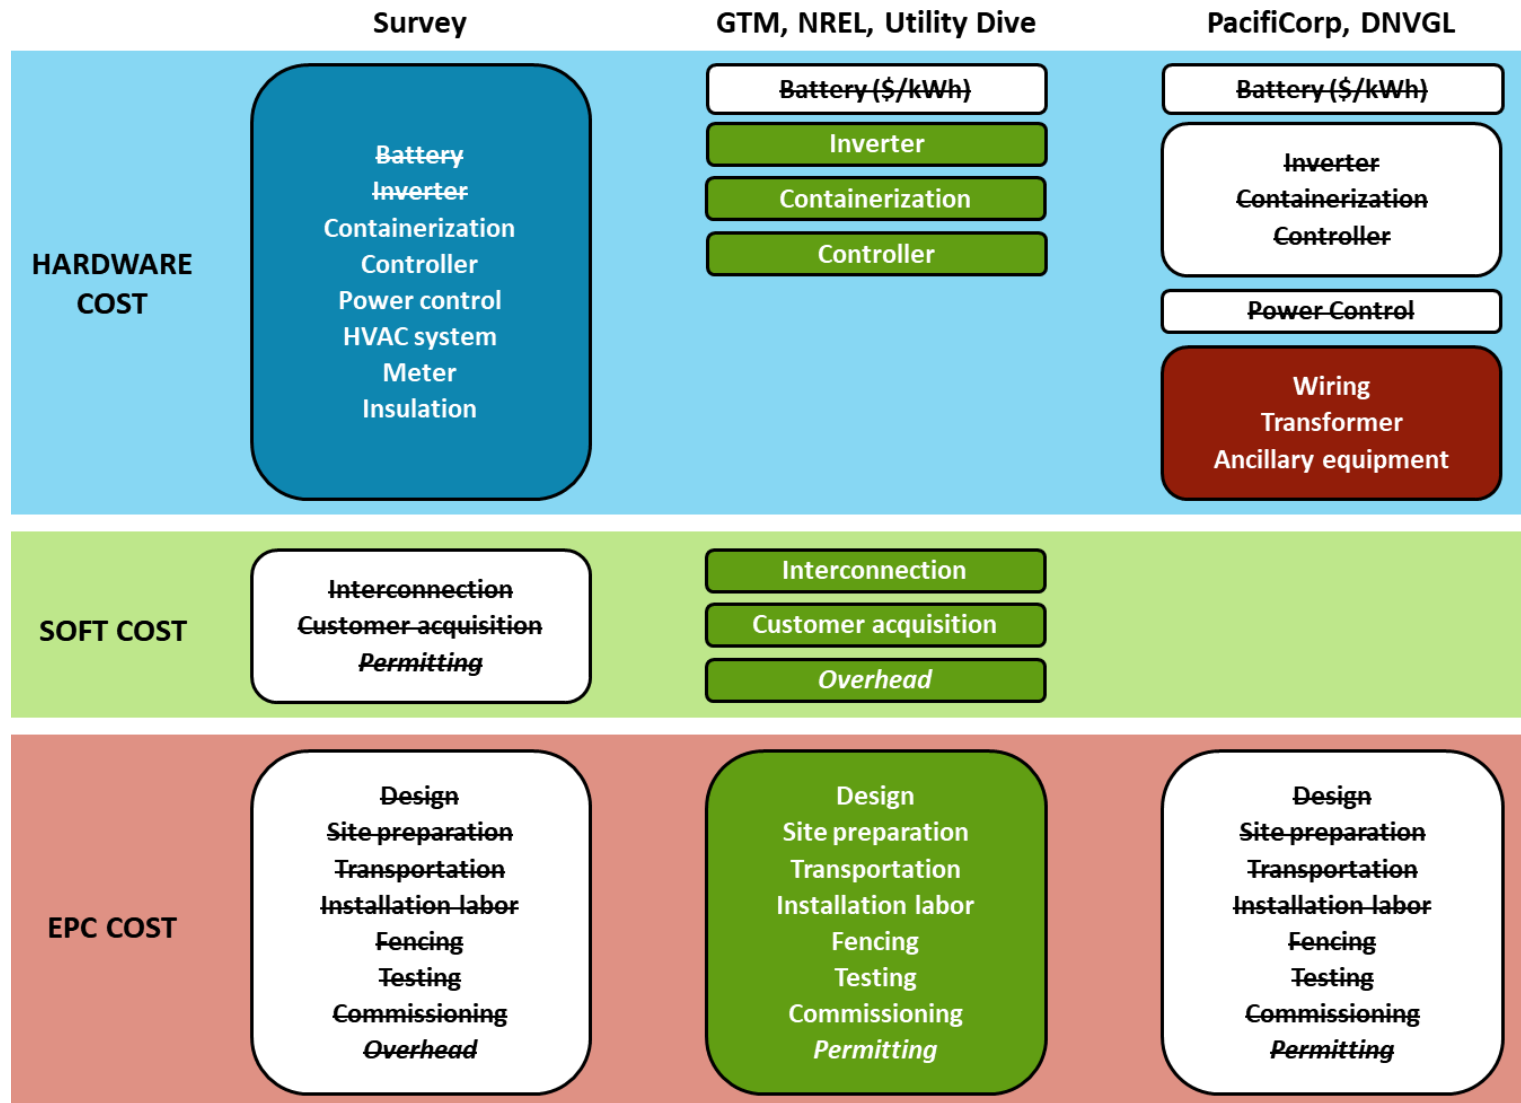 Survey
GTM, NREL, Utility Dive
PacifiCorp, DNVGL
HARDWARE
COST
Battery
Inverter
Containerization
Controller
Power control
HVAC system
Meter
Insulation
Battery ($/kWh)
Inverter
Containerization
Controller
Battery ($/kWh)
Inverter
Containerization
Controller
Power Control
Wiring
Transformer
Ancillary equipment
SOFT COST
Interconnection
Customer acquisition
Permitting
Interconnection
Customer acquisition
Overhead
EPC COST
Design
Site preparation
Transportation
Installation labor
Fencing
Testing
Commissioning
Overhead
Design
Site preparation
Transportation
Installation labor
Fencing
Testing
Commissioning
Permitting
Design
Site preparation
Transportation
Installation labor
Fencing
Testing
Commissioning
Permitting